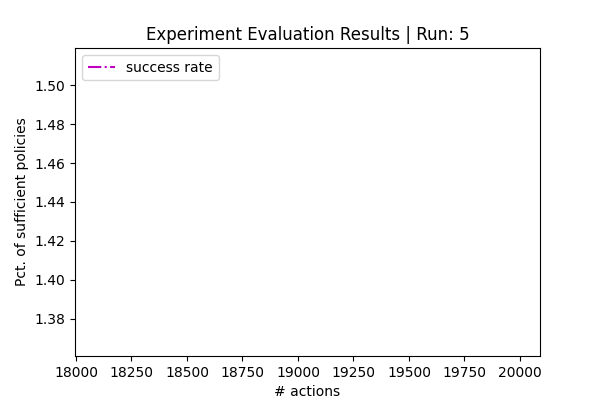 Experiment Evaluation Results | Run: 5
success rate
Pct. of sufficient policies
1.50
1.48
1.46
1.44
1.42
1.40
1.38
18000 18250 18500 18750 19000 19250 19500 19750 20000
# actions